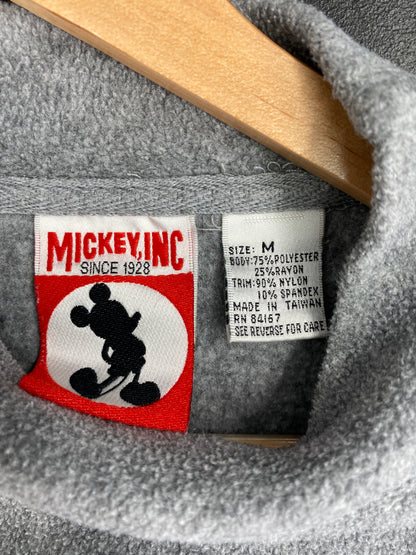 MICKEY, INC
SINCE 1928
SIZE: M
BODY: 75% POLYESTER
25% RAYON
TRIM: 90% NYLON
10% SPANDEX
MADE IN TAIWAN
RN 84167
SEE REVERSE FOR CARE